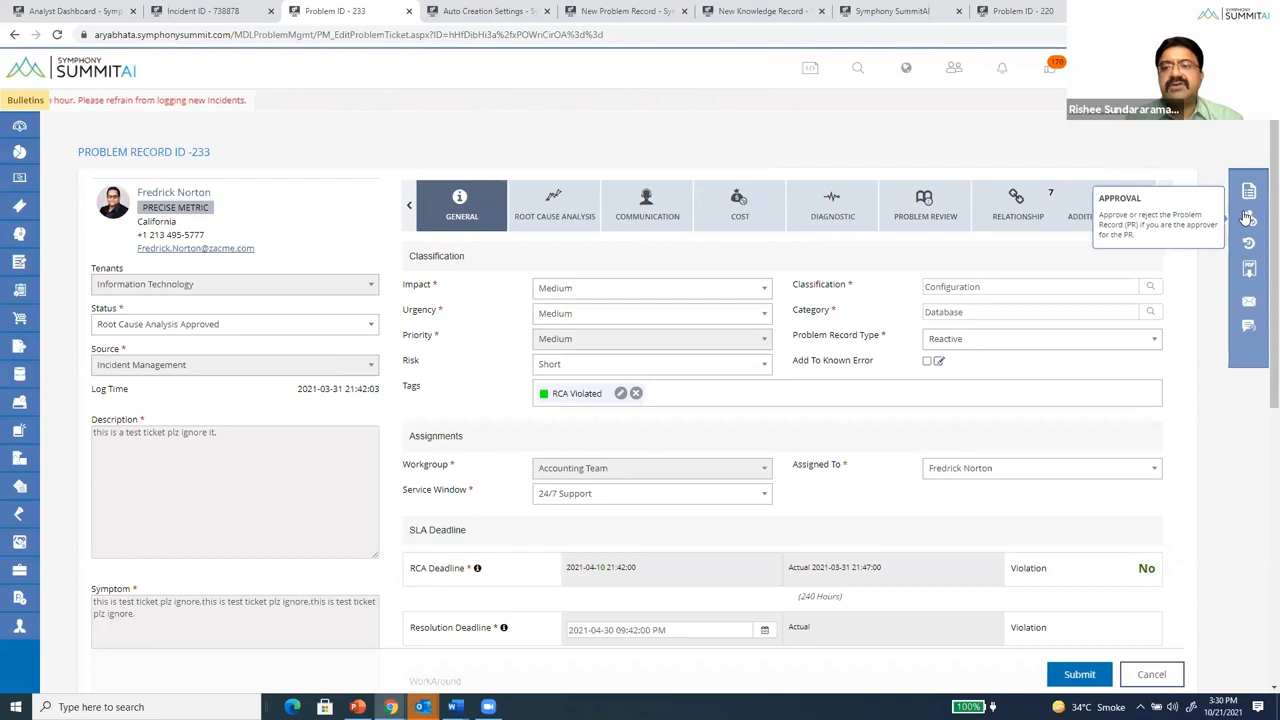 Analyst Dashboard - Symp
Incident ID - 738878
Problem ID - 233
Auto Creation Settings - S
New Problem Record - Sy
New Knowledge Record -
Symphony SummitAI
Problem ID - 220
aryabhata.symphonysummit.com/MDLProblemMgmt/PM_EditProblemTicket.aspx?ID=hHfDibHi3a%2fxPOWriCirOA%3d%3d
SYMPHONY
SUMMITAI
SYMPHONY
SUMMITAI
170
Rishee Sundararama...
Bulletins
hour. Please refrain from logging new Incidents.
PROBLEM RECORD ID -233
Fredrick Norton
PRECISE METRIC
California
+1 213 495-5777
Fredrick.Norton@zacme.com
Tenants
Information Technology
Status *
Root Cause Analysis Approved
Source *
Incident Management
Log Time 2021-03-31 21:42:03
Description *
this is a test ticket plz ignore it.
Symptom *
this is test ticket plz ignore.this is test ticket plz ignore.this is test ticket
plz ignore.
GENERAL
ROOT CAUSE ANALYSIS
COMMUNICATION
COST
DIAGNOSTIC
PROBLEM REVIEW
RELATIONSHIP
7
ADDITI
APPROVAL
Approve or reject the Problem
Record (PR) if you are the approver
for the PR.
Classification
Impact * Medium
Classification * Configuration
Urgency * Medium
Category * Database
Priority * Medium
Problem Record Type * Reactive
Risk Short
Add To Known Error
Tags RCA Violated
Assignments
Workgroup * Accounting Team
Assigned To * Fredrick Norton
Service Window * 24/7 Support
SLA Deadline
RCA Deadline * 2021-04-10 21:42:00 Actual 2021-03-31 21:47:00 Violation No
(240 Hours)
Resolution Deadline * 2021-04-30 09:42:00 PM Actual Violation
WorkAround
Submit
Cancel
PDF
Type here to search
100%
34°C Smoke
3:30 PM
10/21/2021